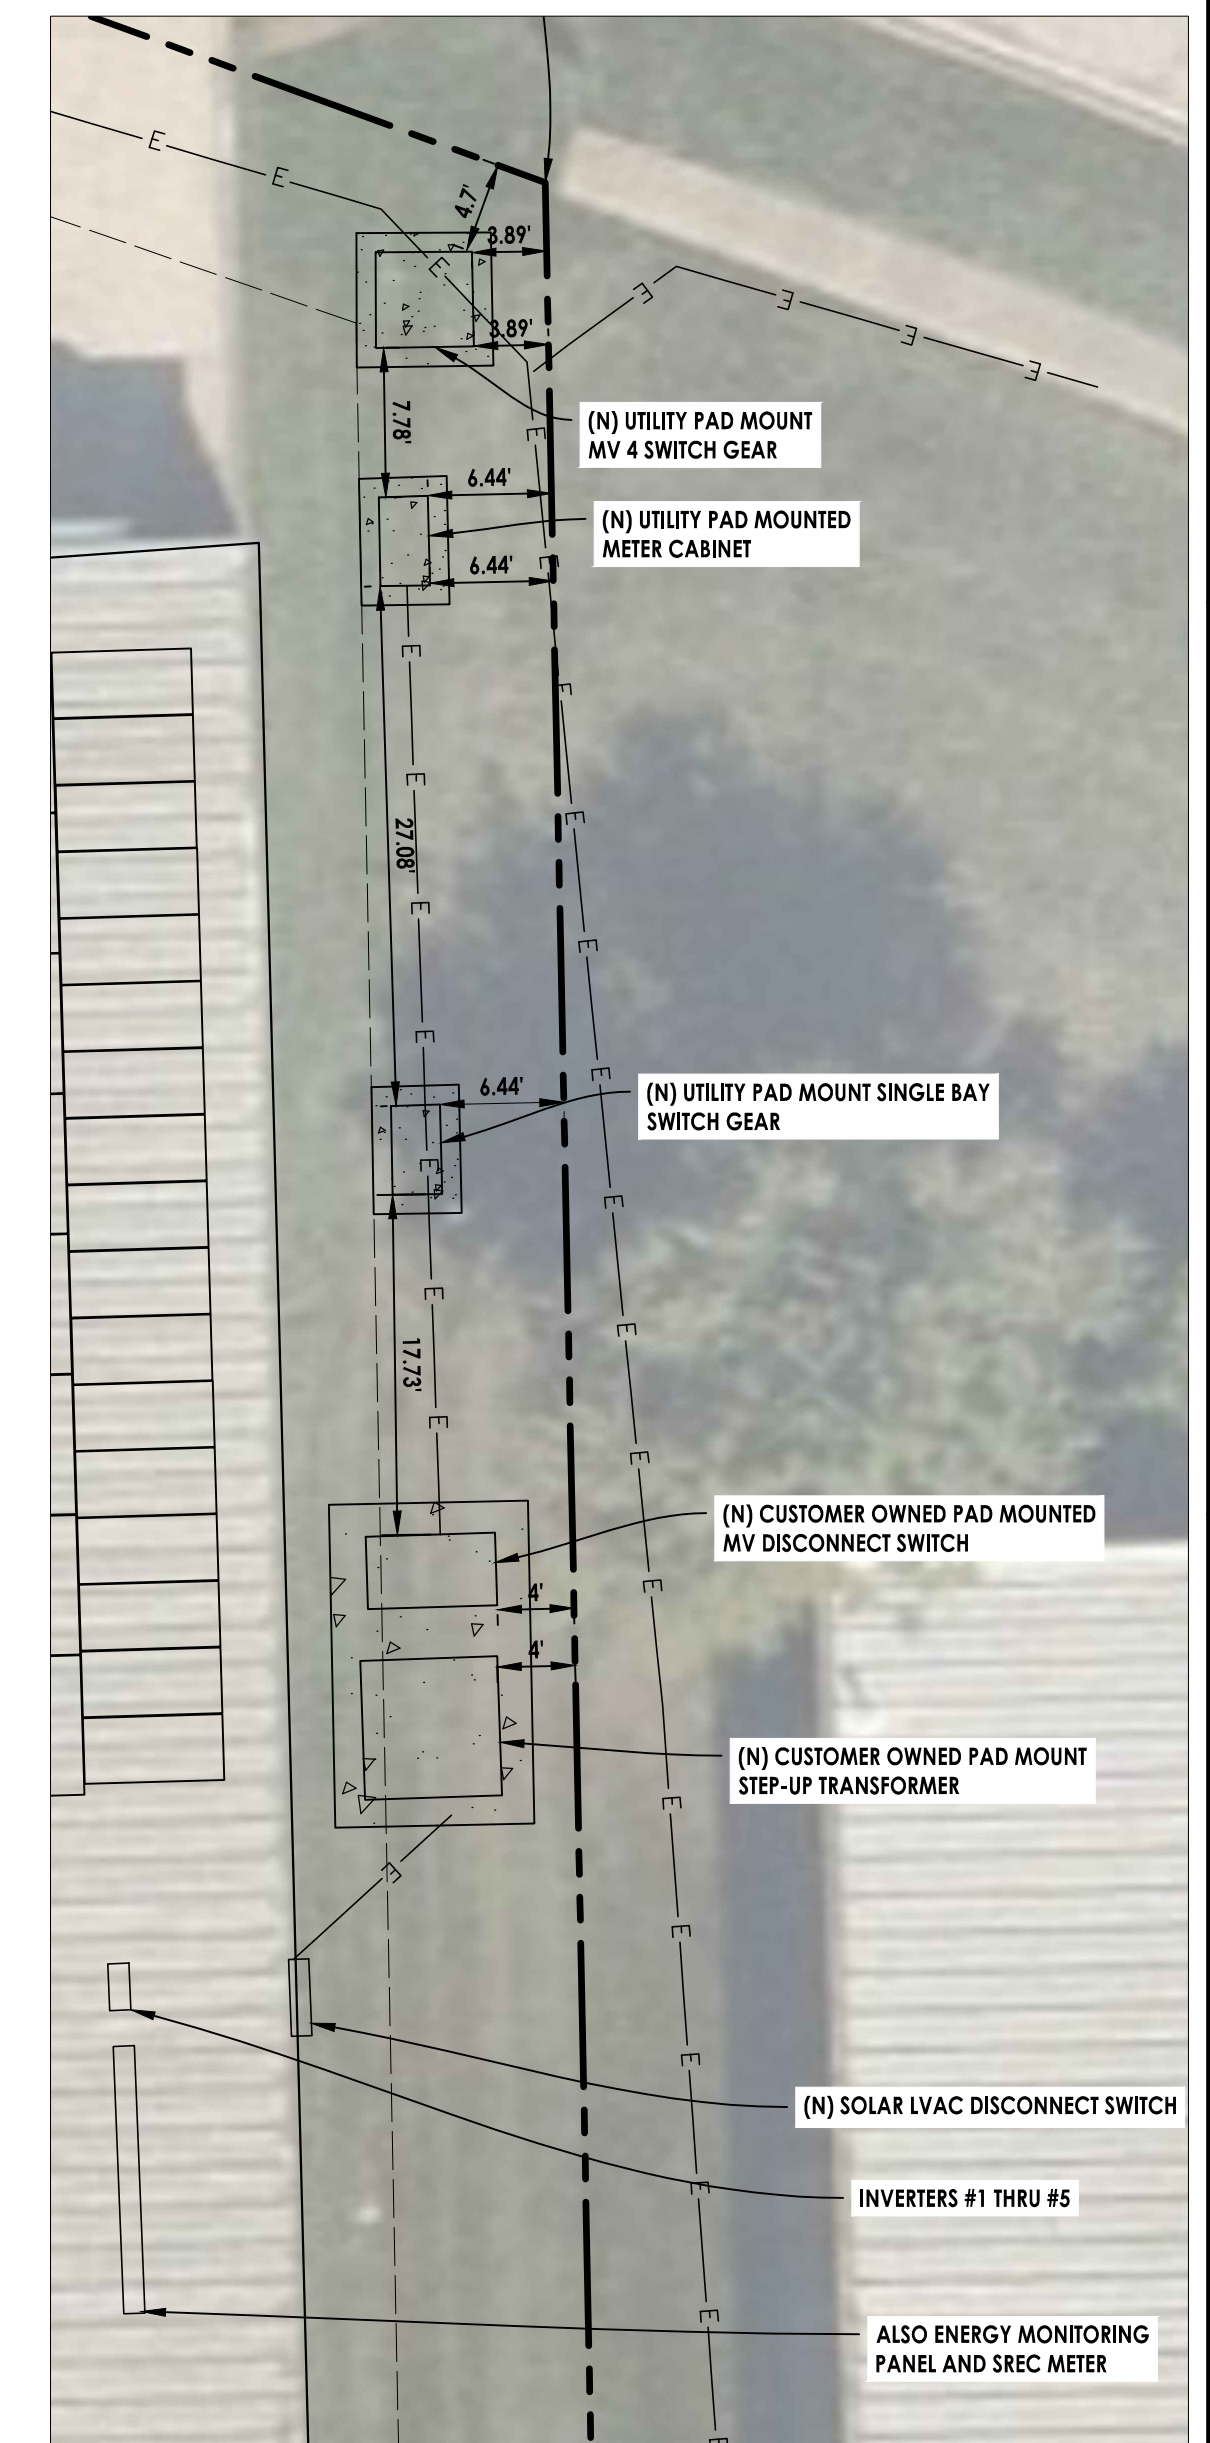 E
E
4.7'
3.89'
E
E
E
E
E
3.89'
7.78'
(N) UTILITY PAD MOUNT
MV 4 SWITCH GEAR
E
6.44'
(N) UTILITY PAD MOUNTED
METER CABINET
E
6.44'
E
E
E
E
27.08'
E
E
E
E
6.44'
(N) UTILITY PAD MOUNT SINGLE BAY
SWITCH GEAR
E
E
E
E
17.73'
E
E
(N) CUSTOMER OWNED PAD MOUNTED
MV DISCONNECT SWITCH
E
4'
4'
(N) CUSTOMER OWNED PAD MOUNT
STEP-UP TRANSFORMER
E
E
E
E
(N) SOLAR LVAC DISCONNECT SWITCH
E
INVERTERS #1 THRU #5
E
ALSO ENERGY MONITORING
PANEL AND SREC METER
E